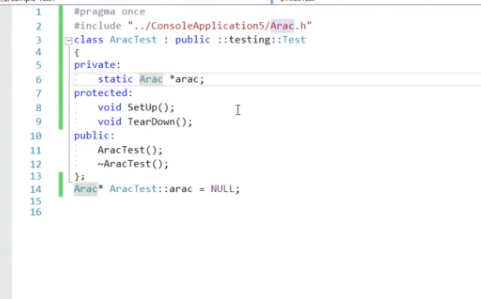 1 #pragma once
2 #include "../ConsoleApplication5/Arac.h"
3 class AracTest : public ::testing::Test
4 {
5 private:
6 static Arac *arac;
7 protected:
8 void SetUp();
9 void TearDown();
10 public:
11 AracTest();
12 ~AracTest();
13 };
14 Arac* AracTest::arac = NULL;
15
16